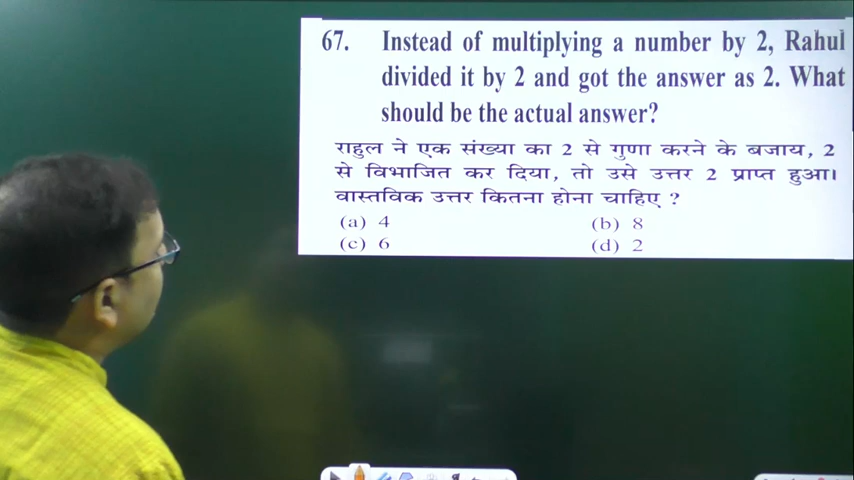 67. Instead of multiplying a number by 2, Rahul
divided it by 2 and got the answer as 2. What
should be the actual answer?
राहुल ने एक संख्या का 2 से गुणा करने के बजाय, 2
से विभाजित कर दिया, तो उसे उत्तर 2 प्राप्त हुआ।
वास्तविक उत्तर कितना होना चाहिए ?
(a) 4 (b) 8
(c) 6 (d) 2